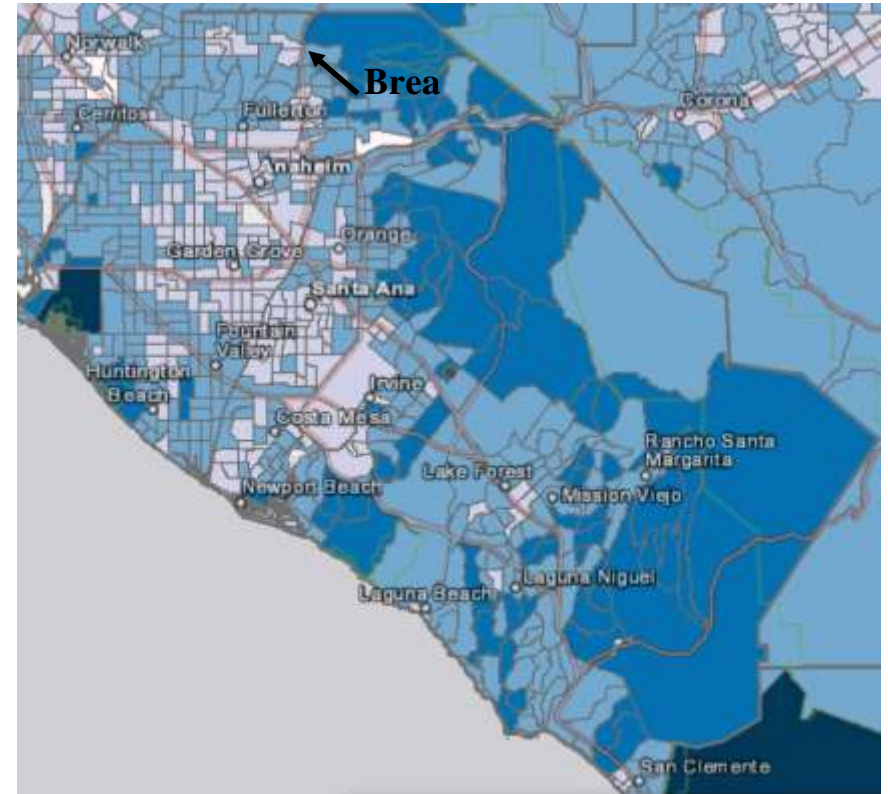 Norwalk
Brea
Cerritos
Fullerton
Corona
Anaheim
Orange
Garden Grove
Santa Ana
Fountain
Valley
Huntington
Beach
Irvine
Costa Mesa
Rancho Santa
Margarita
Lake Forest
Newport Beach
Mission Viejo
Laguna Niguel
Laguna Beach
San Clemente